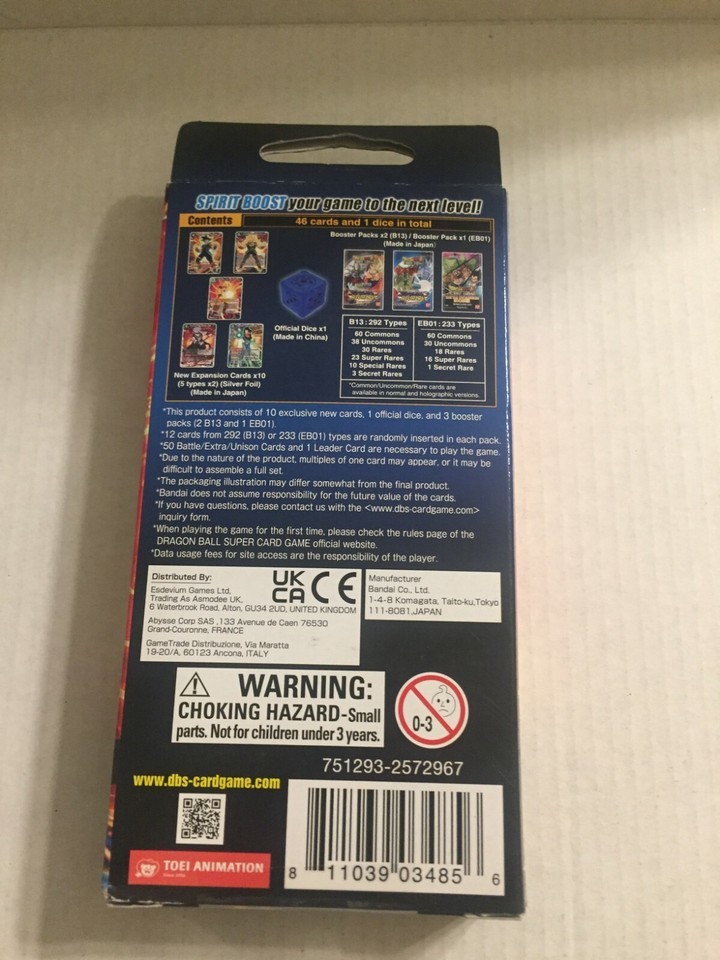 SPIRIT BOOST your game to the next level!
Contents
46 cards and 1 dice in total
Booster Packs x2 (B13) / Booster Pack x1 (EB01)
(Made in Japan)
Official Dice x1
(Made in China)
New Expansion Cards x10
(5 types x2) (Silver Foil)
(Made in Japan)
B13 : 292 Types
60 Commons
38 Uncommons
30 Rares
23 Super Rares
10 Special Rares
3 Secret Rares
EB01 : 233 Types
60 Commons
30 Uncommons
18 Rares
16 Super Rares
1 Secret Rare
*Common/Uncommon/Rare cards are
available in normal and holographic versions.
*This product consists of 10 exclusive new cards, 1 official dice, and 3 booster
packs (2 B13 and 1 EB01).
*12 cards from 292 (B13) or 233 (EB01) types are randomly inserted in each pack.
*50 Battle/Extra/Unison Cards and 1 Leader Card are necessary to play the game.
*Due to the nature of the product, multiples of one card may appear, or it may be
difficult to assemble a full set.
*The packaging illustration may differ somewhat from the final product.
*Bandai does not assume responsibility for the future value of the cards.
*If you have questions, please contact us with the <www.dbs-cardgame.com>
inquiry form.
*When playing the game for the first time, please check the rules page of the
DRAGON BALL SUPER CARD GAME official website.
*Data usage fees for site access are the responsibility of the player.
Distributed By:
Esdevium Games Ltd,
Trading As Asmodee UK,
6 Waterbrook Road, Alton, GU34 2UD, UNITED KINGDOM
Abysse Corp SAS ,133 Avenue de Caen 76530
Grand-Couronne, FRANCE
GameTrade Distribuzione, Via Maratta
19-20/A, 60123 Ancona, ITALY
UK
CA
CE
Manufacturer
Bandai Co., Ltd.
1-4-8 Komagata, Taito-ku,Tokyo
111-8081,JAPAN
WARNING:
CHOKING HAZARD-Small
parts. Not for children under 3 years.
0-3
751293-2572967
www.dbs-cardgame.com
TOEI ANIMATION
8 11039 03485 6